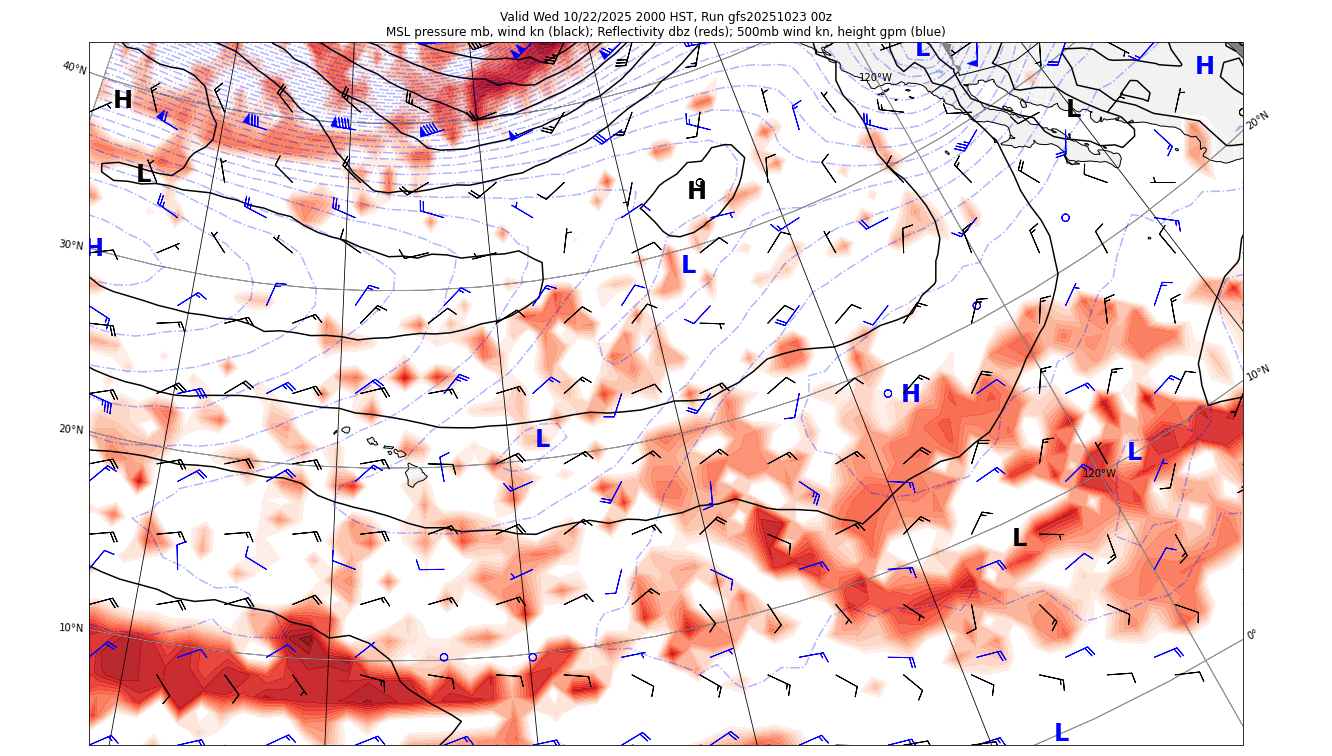 Valid Wed 10/22/2025 2000 HST, Run gfs20251023 00z
MSL pressure mb, wind kn (black); Reflectivity dbz (reds); 500mb wind kn, height gpm (blue)
L
H
40°N
120°W
H
L
20°N
L
H
H
30°N
L
10°N
H
20°N
L
L
120°W
L
10°N
0°
L